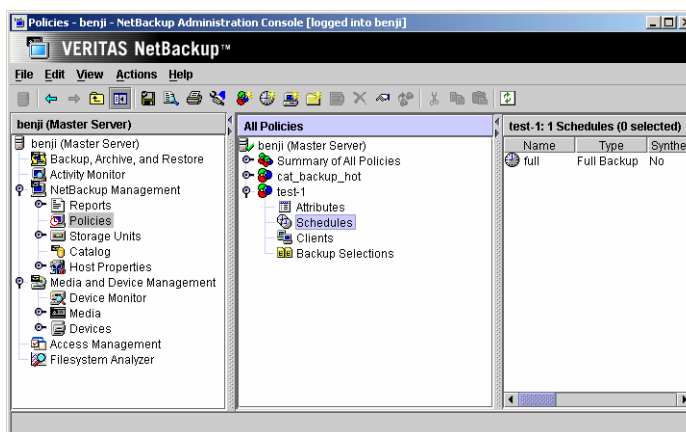 Policies - benji - NetBackup Administration Console [logged into benji]
VERITAS NetBackup™
File Edit View Actions Help
benji (Master Server)
benji (Master Server)
Backup, Archive, and Restore
Activity Monitor
NetBackup Management
Reports
Policies
Storage Units
Catalog
Host Properties
Media and Device Management
Device Monitor
Media
Devices
Access Management
Filesystem Analyzer
All Policies
benji (Master Server)
Summary of All Policies
cat_backup_hot
test-1
Attributes
Schedules
Clients
Backup Selections
test-1: 1 Schedules (0 selected)
Name Type Synthe
full Full Backup No